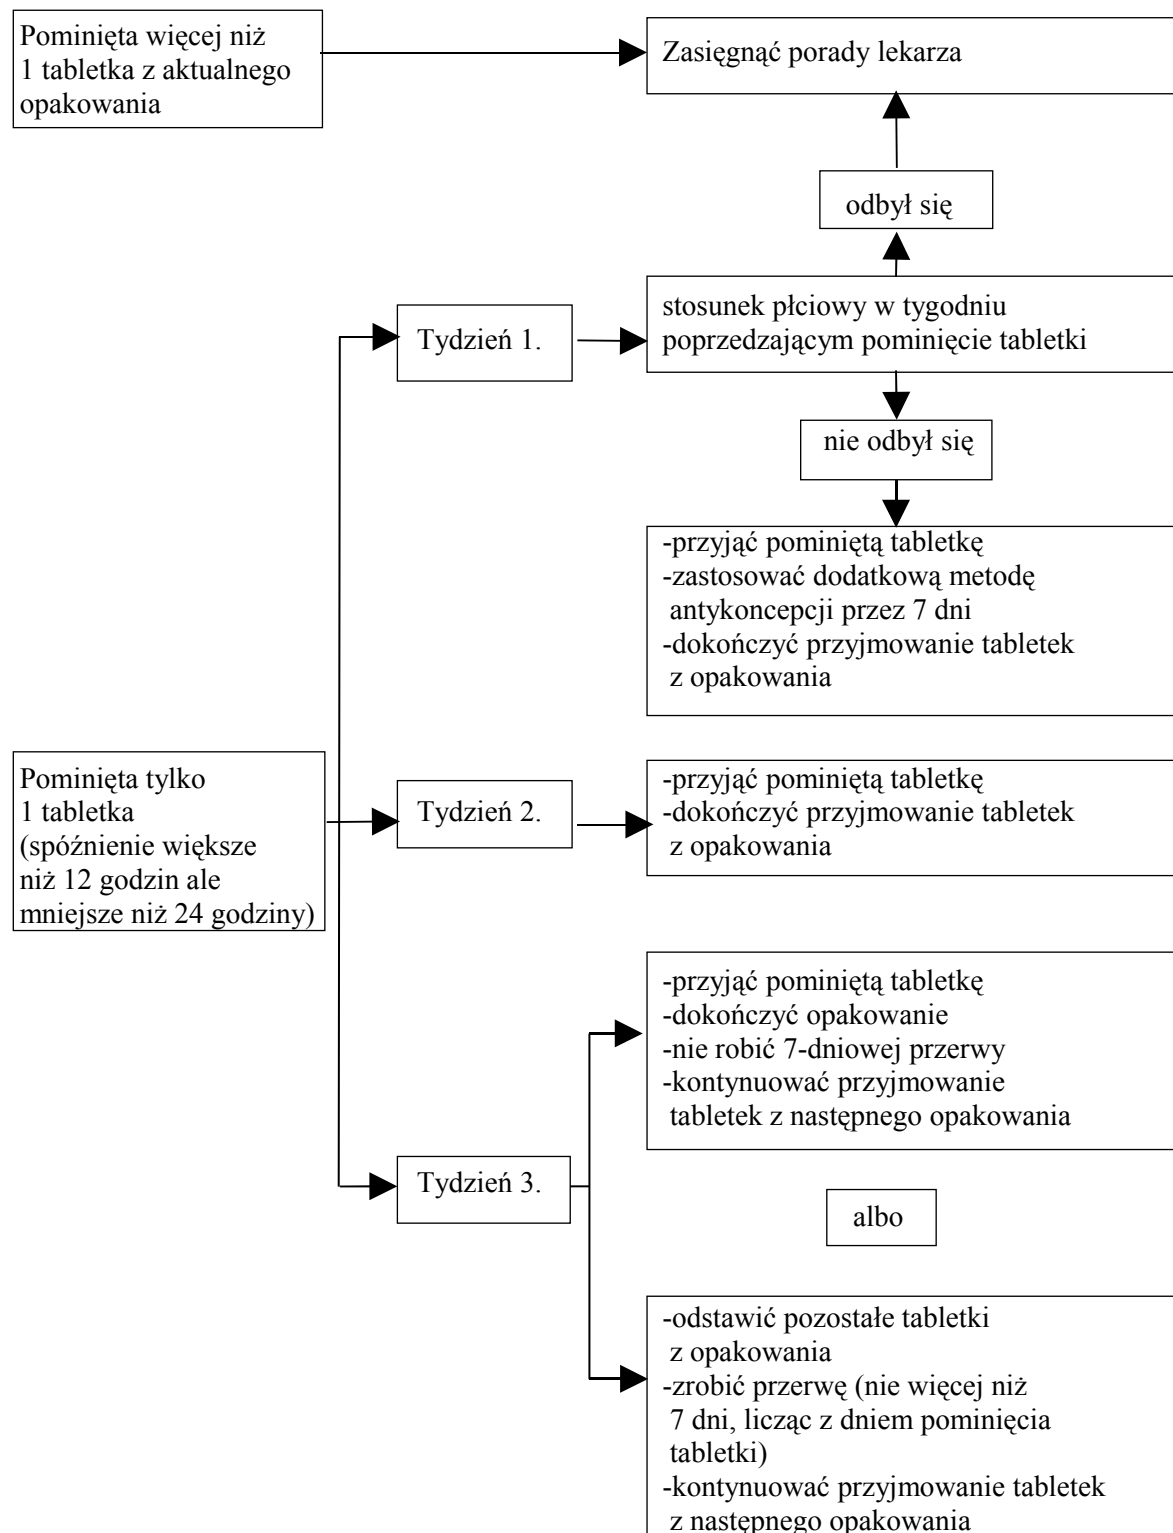 Pominięta więcej niż
1 tabletka z aktualnego
opakowania
Zasięgnąć porady lekarza
odbył się
stosunek płciowy w tygodniu
poprzedzającym pominięcie tabletki
Tydzień 1.
nie odbył się
-przyjąć pominiętą tabletkę
-zastosować dodatkową metodę
antykoncepcji przez 7 dni
-dokończyć przyjmowanie tabletek
z opakowania
Pominięta tylko
1 tabletka
(spóźnienie większe
niż 12 godzin ale
mniejsze niż 24 godziny)
Tydzień 2.
-przyjąć pominiętą tabletkę
-dokończyć przyjmowanie tabletek
z opakowania
-przyjąć pominiętą tabletkę
-dokończyć opakowanie
-nie robić 7-dniowej przerwy
-kontynuować przyjmowanie
tabletek z następnego opakowania
Tydzień 3.
albo
-odstawić pozostałe tabletki
z opakowania
-zrobić przerwę (nie więcej niż
7 dni, licząc z dniem pominięcia
tabletki)
-kontynuować przyjmowanie tabletek
z następnego opakowania